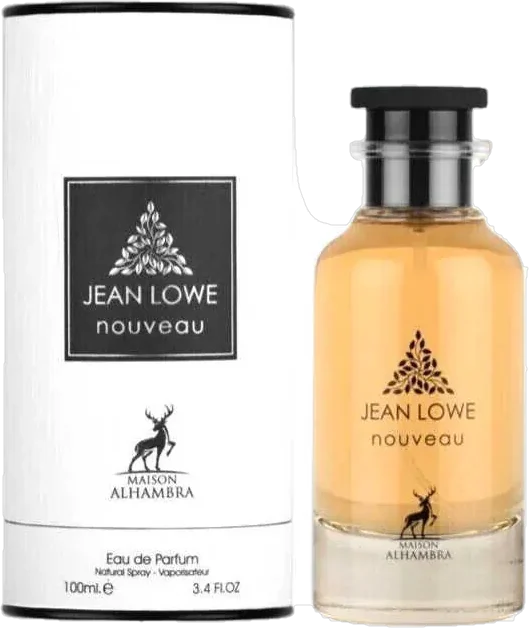 JEAN LOWE
nouveau
MAISON
ALHAMBRA
Eau de Parfum
Natural Spray - Vaporisateur
100ml.e 3.4 FL.OZ
JEAN LOWE
nouveau
MAISON
ALHAMBRA